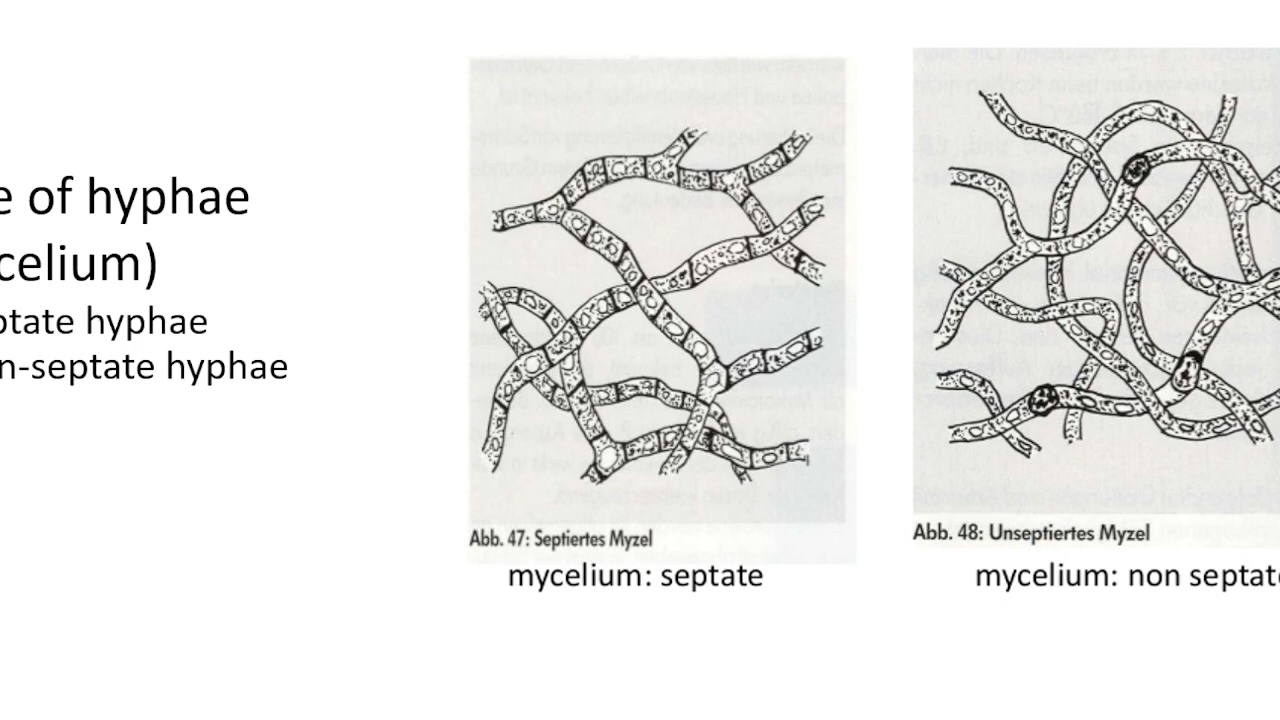 e of hyphae
celium)
ptate hyphae
n-septate hyphae
Abb. 47: Septiertes Myzel
mycelium: septate
Abb. 48: Unseptiertes Myzel
mycelium: non septate